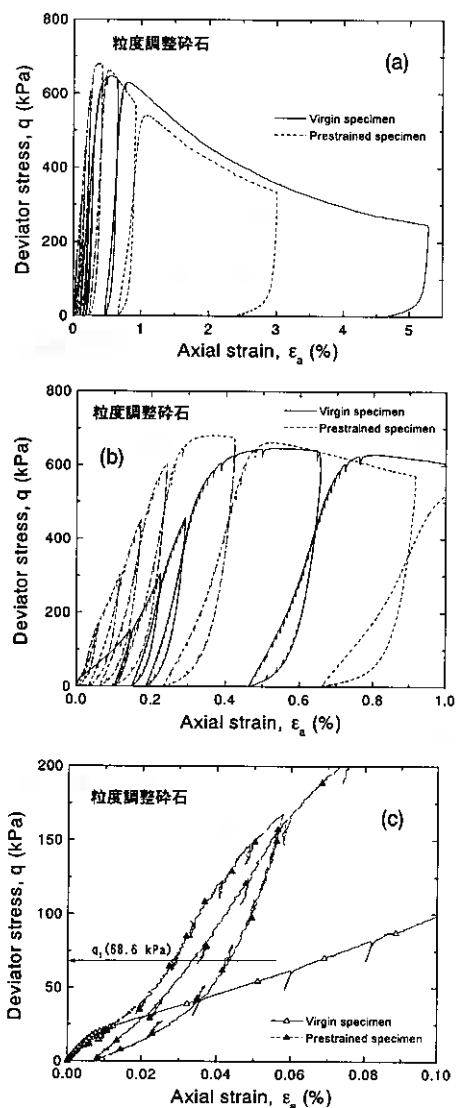 800
粒度調整砕石
(a)
600
Virgin specimen
Prestrained specimen
400
200
0
0 1 2 3 4 5
Deviator stress, q (kPa)
Axial strain, εa (%)
800
粒度調整砕石
(b)
Virgin specimen
Prestrained specimen
600
400
200
0
0.0 0.2 0.4 0.6 0.8 1.0
Deviator stress, q (kPa)
Axial strain, εa (%)
200
粒度調整砕石
(c)
150
100
q1(68.6 kPa)
50
Virgin specimen
Prestrained specimen
0
0.00 0.02 0.04 0.06 0.08 0.10
Deviator stress, q (kPa)
Axial strain, εa (%)